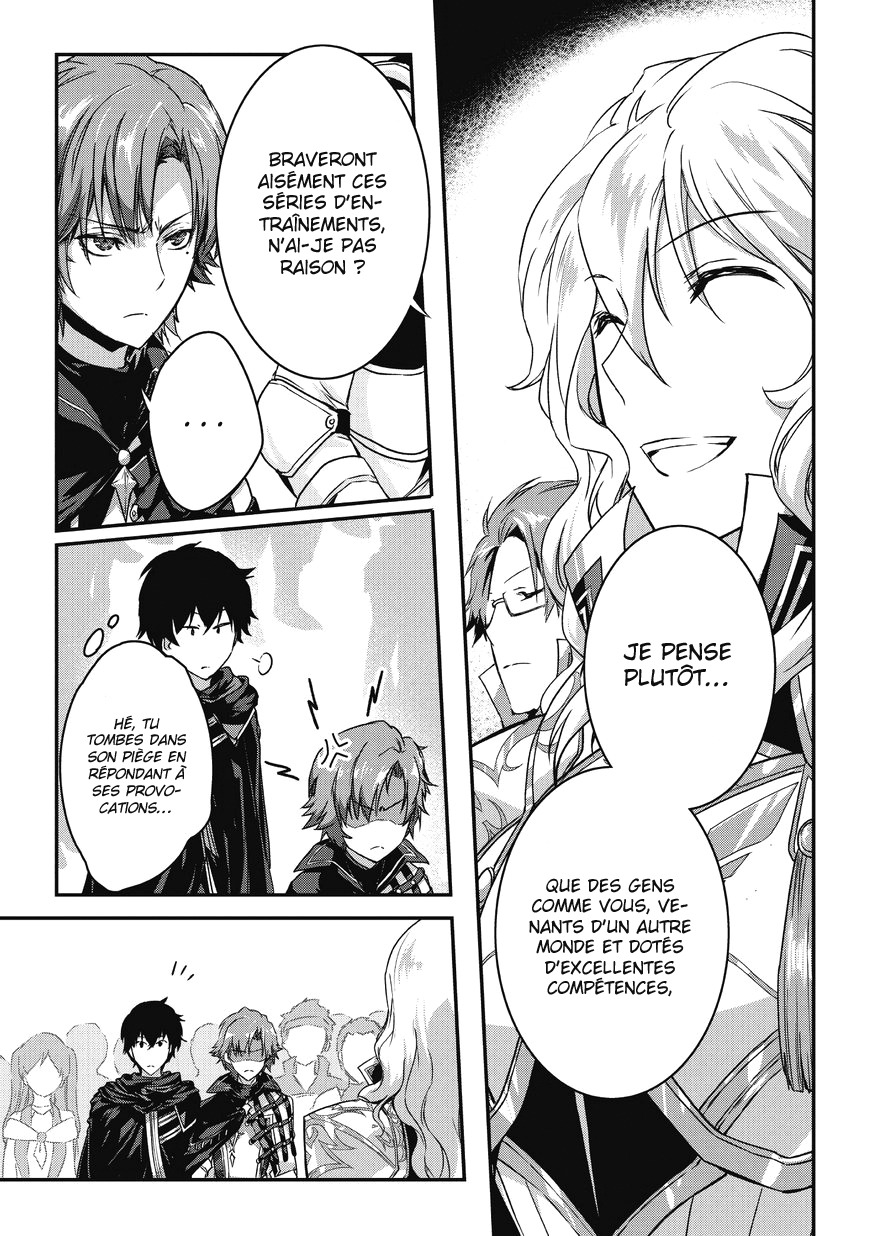 JE PENSE
PLUTÔT...
QUE DES GENS
COMME VOUS, VE-
NANTS D'UN AUTRE
MONDE ET DOTÉS
D'EXCELLENTES
COMPÉTENCES,
BRAVERONT
AISÉMENT CES
SÉRIES D'EN-
TRAÎNEMENTS,
N'AI-JE PAS
RAISON ?
...
HÉ, TU
TOMBES DANS
SON PIÈGE EN
RÉPONDANT À
SES PROVO-
CATIONS...